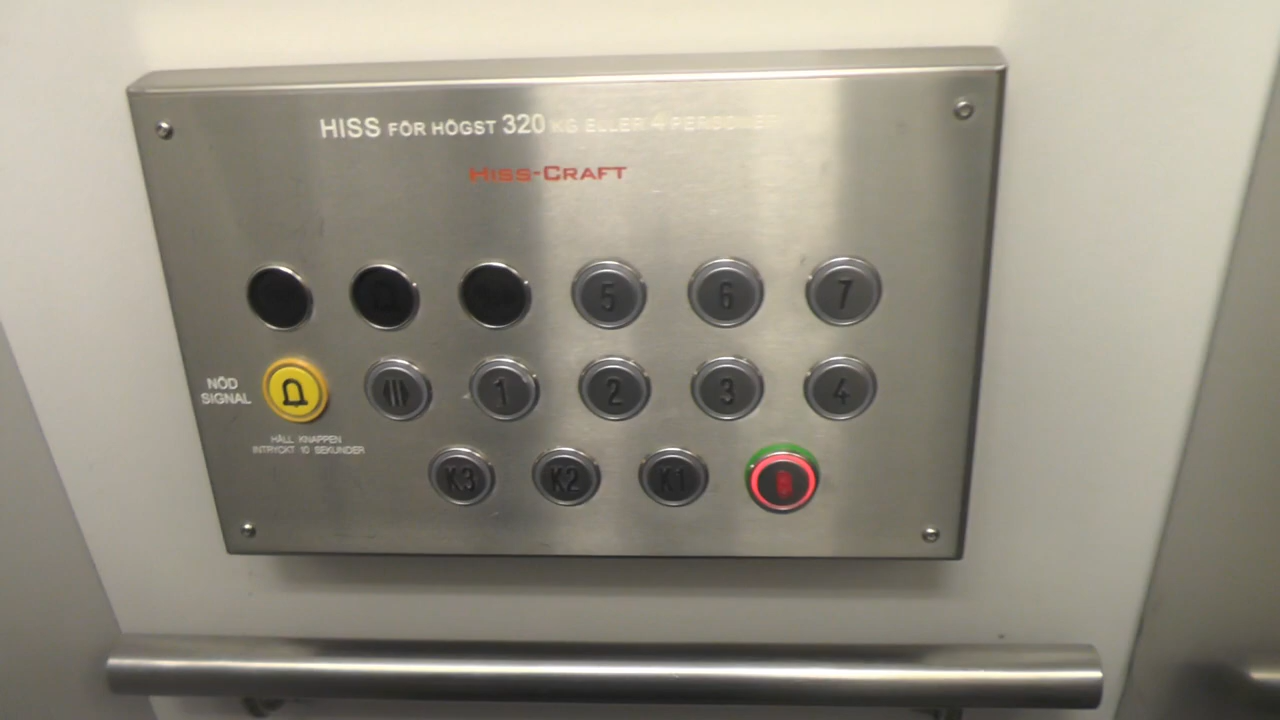 HISS FÖR HÖGST 320 KG ELLER 4 PERSONER
HISS-CRAFT
5 6 7
NÖD
SIGNAL
1 2 3 4
HÅLL KNAPPEN
INTRYCKT 10 SEKUNDER
K3 K2 K1